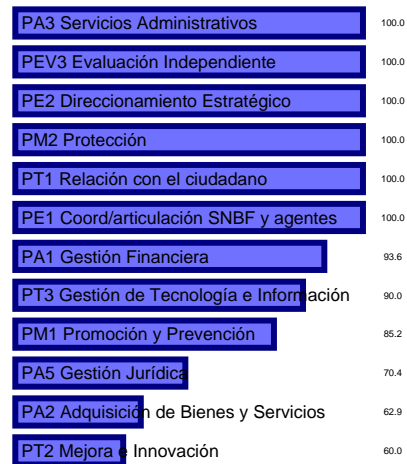 PA3 Servicios Administrativos 100.0
PEV3 Evaluación Independiente 100.0
PE2 Direccionamiento Estratégico 100.0
PM2 Protección 100.0
PT1 Relación con el ciudadano 100.0
PE1 Coord/articulación SNBF y agentes 100.0
PA1 Gestión Financiera 93.6
PT3 Gestión de Tecnología e Información 90.0
PM1 Promoción y Prevención 85.2
PA5 Gestión Jurídica 70.4
PA2 Adquisición de Bienes y Servicios 62.9
PT2 Mejora e Innovación 60.0